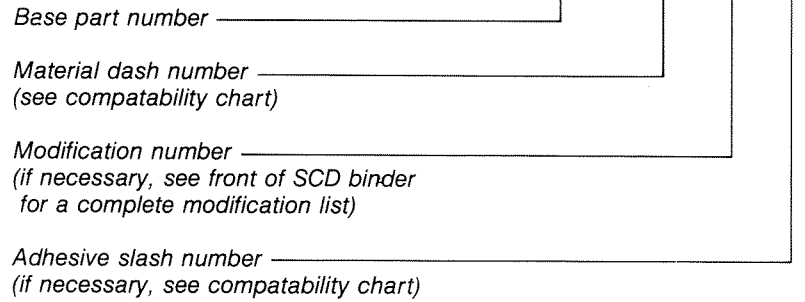 Base part number
Material dash number
(see compatability chart)
Modification number
(if necessary, see front of SCD binder
for a complete modification list)
Adhesive slash number
(if necessary, see compatability chart)